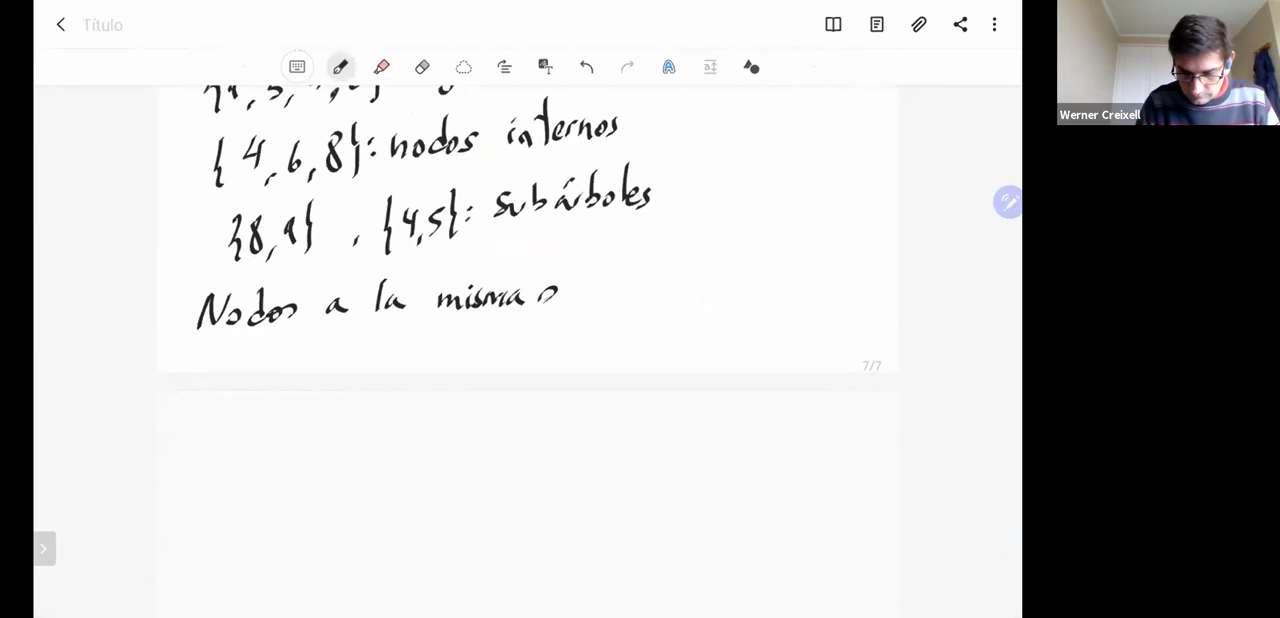 Título
{4,6,8}: nodos internos
{8,9} , {4,5}: subárboles
Nodos a la misma
7/7
Werner Creixell